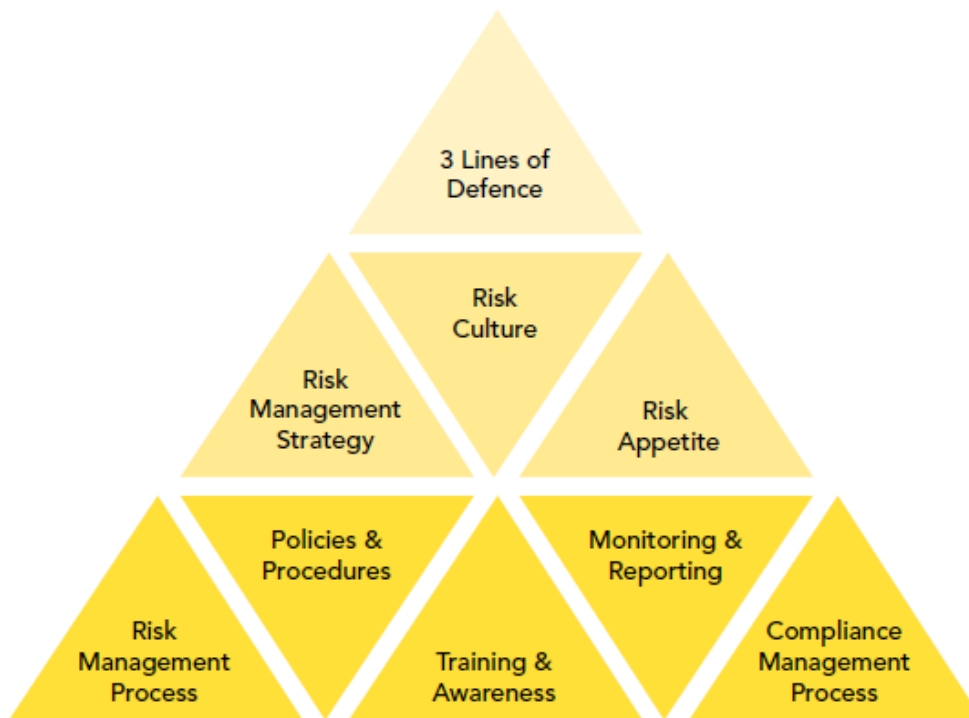 3 Lines of
Defence
Risk
Culture
Risk
Management
Strategy
Risk
Appetite
Policies &
Procedures
Monitoring &
Reporting
Risk
Management
Process
Training &
Awareness
Compliance
Management
Process